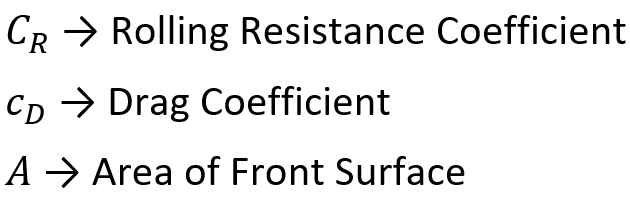 C_R → Rolling Resistance Coefficient
c_D → Drag Coefficient
A → Area of Front Surface